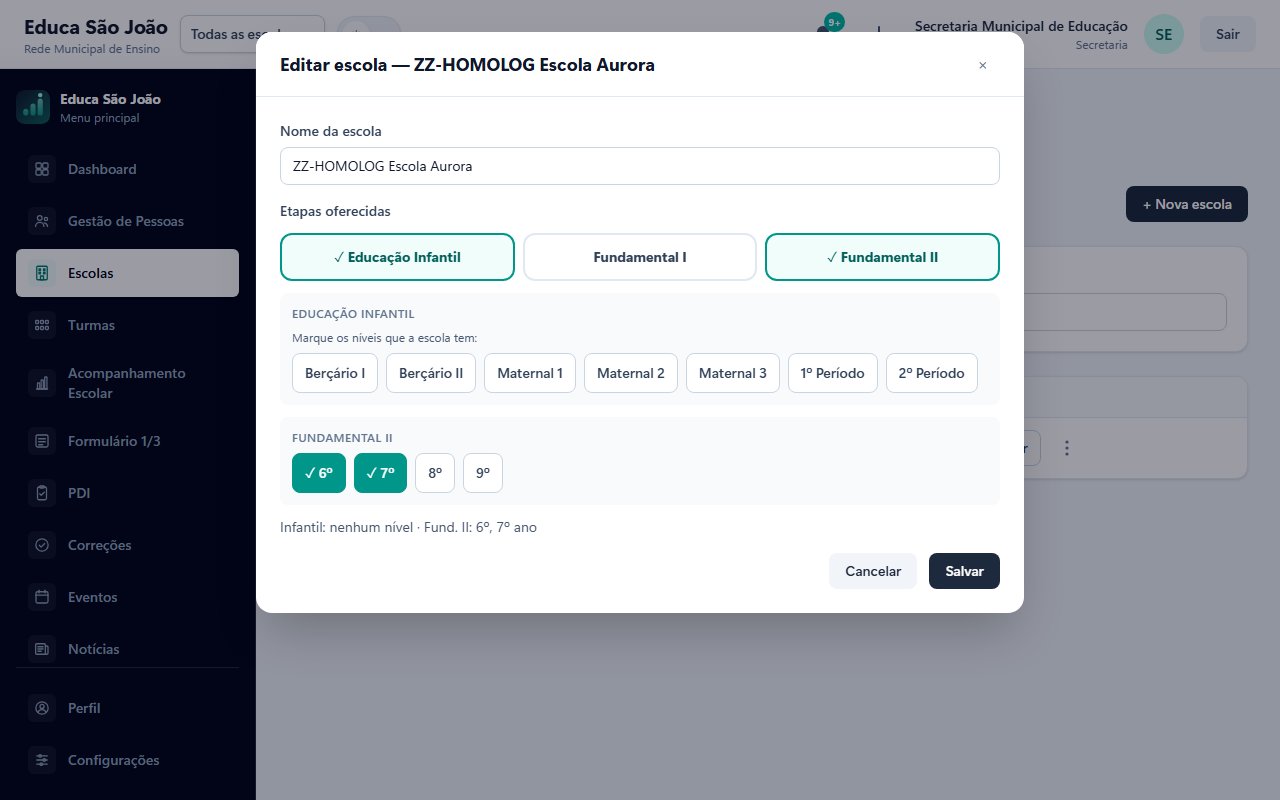 Educa São João
Rede Municipal de Ensino
Todas as
9+
Secretaria Municipal de Educação
Secretaria
SE
Sair
Educa São João
Menu principal
Dashboard
Gestão de Pessoas
Escolas
Turmas
Acompanhamento
Escolar
Formulário 1/3
PDI
Correções
Eventos
Notícias
Perfil
Configurações
+ Nova escola
Editar escola — ZZ-HOMOLOG Escola Aurora
×
Nome da escola
ZZ-HOMOLOG Escola Aurora
Etapas oferecidas
✓ Educação Infantil
Fundamental I
✓ Fundamental II
EDUCAÇÃO INFANTIL
Marque os níveis que a escola tem:
Berçário I
Berçário II
Maternal 1
Maternal 2
Maternal 3
1º Período
2º Período
FUNDAMENTAL II
✓ 6º
✓ 7º
8º
9º
Infantil: nenhum nível · Fund. II: 6º, 7º ano
Cancelar
Salvar